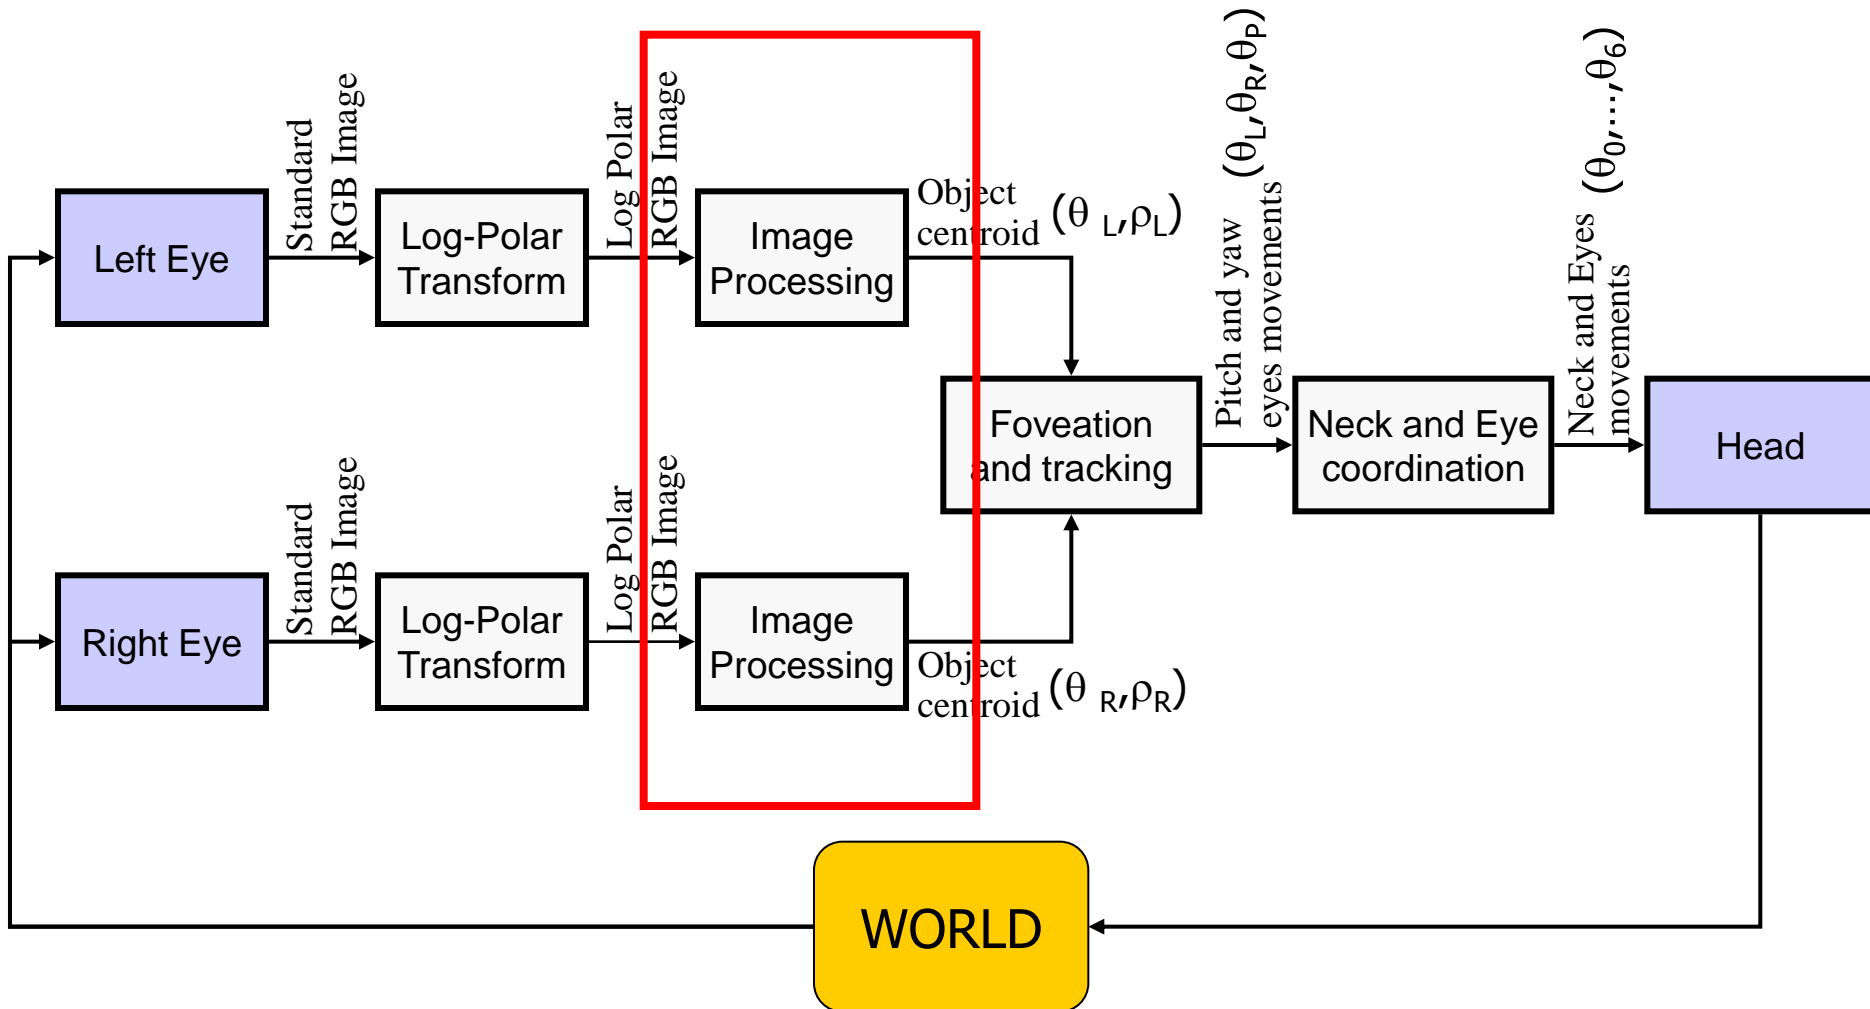 Left Eye
Standard
RGB Image
Log-Polar
Transform
Log Polar
RGB Image
Image
Processing
Object
centroid (θ L,ρL)
Right Eye
Standard
RGB Image
Log-Polar
Transform
Log Polar
RGB Image
Image
Processing
Object
centroid (θ R,ρR)
Foveation
and tracking
Pitch and yaw
eyes movements
(θL,θR,θP)
Neck and Eye
coordination
Neck and Eyes
movements
(θ0,...,θ6)
Head
WORLD